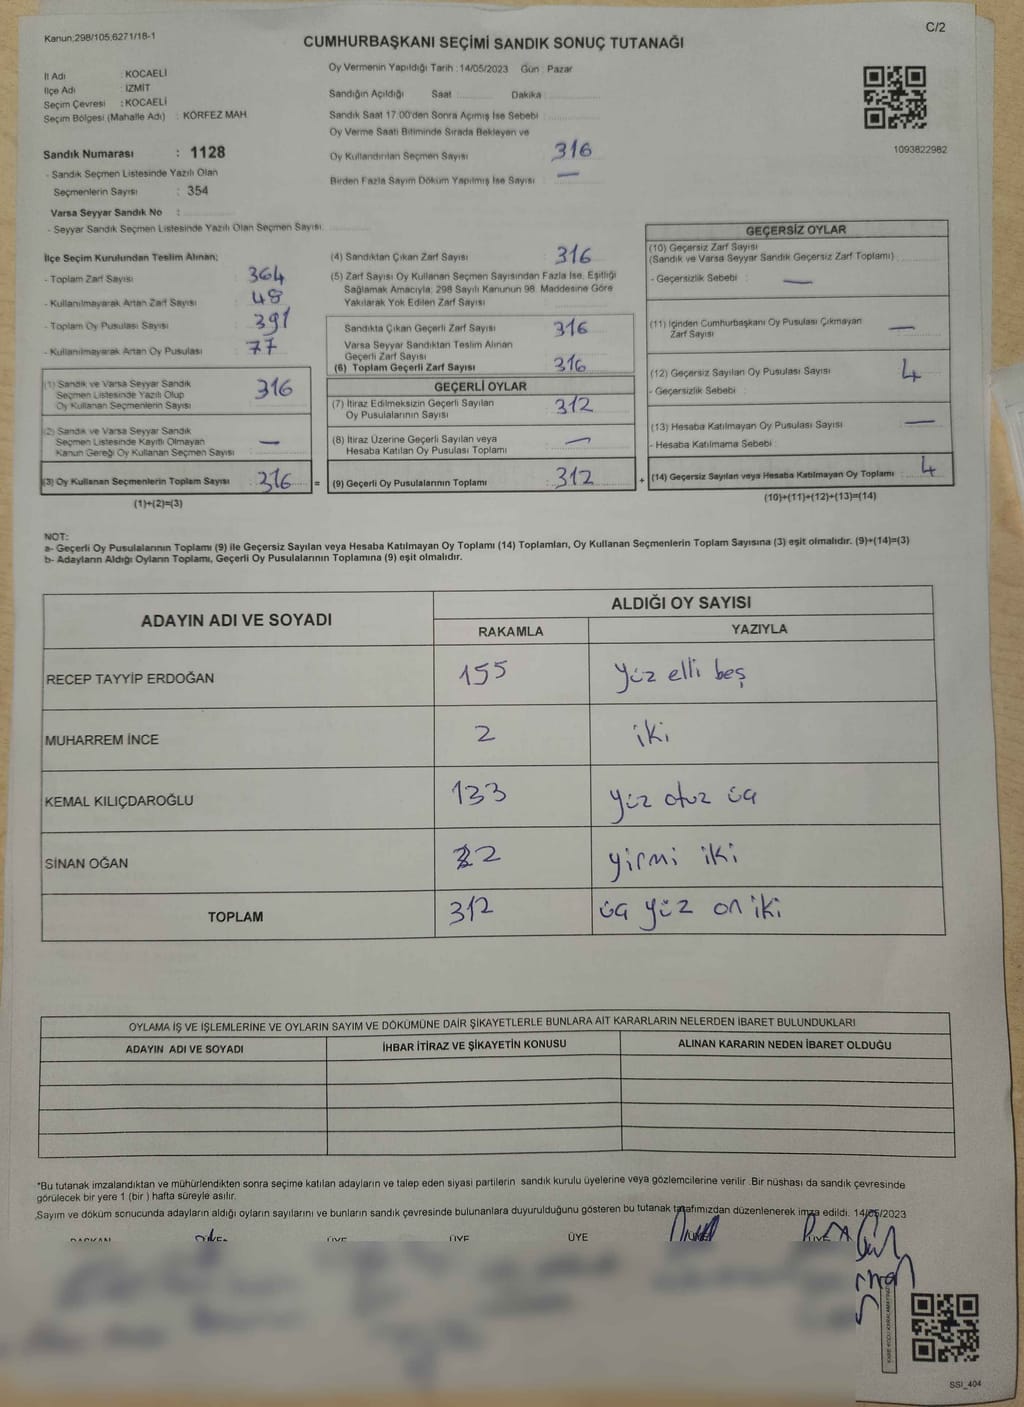 Kanun;298/105;6271/18-1
C/2
CUMHURBAŞKANI SEÇİMİ SANDIK SONUÇ TUTANAĞI
İl Adı : KOCAELİ
İlçe Adı : İZMİT
Seçim Çevresi : KOCAELİ
Seçim Bölgesi (Mahalle Adı) : KÖRFEZ MAH.
Sandık Numarası : 1128
- Sandık Seçmen Listesinde Yazılı Olan
Seçmenlerin Sayısı : 354
Varsa Seyyar Sandık No :
- Seyyar Sandık Seçmen Listesinde Yazılı Olan Seçmen Sayısı:
Oy Vermenin Yapıldığı Tarih : 14/05/2023 Gün : Pazar
Sandığın Açıldığı Saat Dakika
Sandık Saat 17.00'den Sonra Açımış İse Sebebi :
Oy Verme Saati Bitiminde Sırada Bekleyen ve
Oy Kullandırılan Seçmen Sayısı : 316
Birden Fazla Sayım Döküm Yapılmış İse Sayısı : —
1093822982
İlçe Seçim Kurulundan Teslim Alınan;
- Toplam Zarf Sayısı : 364
- Kullanılmayarak Artan Zarf Sayısı : 48
- Toplam Oy Pusulası Sayısı : 391
- Kullanılmayarak Artan Oy Pusulası : 77
(1) Sandık ve Varsa Seyyar Sandık
Seçmen Listesinde Yazılı Olup
Oy Kullanan Seçmenlerin Sayısı : 316
(2) Sandık ve Varsa Seyyar Sandık
Seçmen Listesinde Kayıtlı Olmayan
Kanun Gereği Oy Kullanan Seçmen Sayısı —
(3) Oy Kullanan Seçmenlerin Toplam Sayısı : 316 =
(1)+(2)=(3)
(4) Sandıktan Çıkan Zarf Sayısı : 316
(5) Zarf Sayısı Oy Kullanan Seçmen Sayısından Fazla İse, Eşitliği
Sağlamak Amacıyla; 298 Sayılı Kanunun 98. Maddesine Göre
Yakılarak Yok Edilen Zarf Sayısı :
Sandıkta Çıkan Geçerli Zarf Sayısı : 316
Varsa Seyyar Sandıktan Teslim Alınan
Geçerli Zarf Sayısı
(6) Toplam Geçerli Zarf Sayısı : 316
GEÇERLİ OYLAR
(7) İtiraz Edilmeksizin Geçerli Sayılan
Oy Pusulalarının Sayısı : 312
(8) İtiraz Üzerine Geçerli Sayılan veya
Hesaba Katılan Oy Pusulası Toplamı : —
(9) Geçerli Oy Pusulalarının Toplamı : 312 +
GEÇERSİZ OYLAR
(10) Geçersiz Zarf Sayısı
(Sandık ve Varsa Seyyar Sandık Geçersiz Zarf Toplamı) :
- Geçersizlik Sebebi : —
(11) İçinden Cumhurbaşkanı Oy Pusulası Çıkmayan
Zarf Sayısı : —
(12) Geçersiz Sayılan Oy Pusulası Sayısı : 4
- Geçersizlik Sebebi :
(13) Hesaba Katılmayan Oy Pusulası Sayısı : —
- Hesaba Katılmama Sebebi :
(14) Geçersiz Sayılan veya Hesaba Katılmayan Oy Toplamı : 4
(10)+(11)+(12)+(13)=(14)
NOT:
a- Geçerli Oy Pusulalarının Toplamı (9) ile Geçersiz Sayılan veya Hesaba Katılmayan Oy Toplamı (14) Toplamları, Oy Kullanan Seçmenlerin Toplam Sayısına (3) eşit olmalıdır. (9)+(14)=(3)
b- Adayların Aldığı Oyların Toplamı, Geçerli Oy Pusulalarının Toplamına (9) eşit olmalıdır.
ADAYIN ADI VE SOYADI ALDIĞI OY SAYISI
RAKAMLA YAZIYLA
RECEP TAYYİP ERDOĞAN 155 yüz elli beş
MUHARREM İNCE 2 iki
KEMAL KILIÇDAROĞLU 133 yüz otuz üç
SİNAN OĞAN 22 yirmi iki
TOPLAM 312 üç yüz on iki
OYLAMA İŞ VE İŞLEMLERİNE VE OYLARIN SAYIM VE DÖKÜMÜNE DAİR ŞİKAYETLERLE BUNLARA AİT KARARLARIN NELERDEN İBARET BULUNDUKLARI
ADAYIN ADI VE SOYADI İHBAR İTİRAZ VE ŞİKAYETİN KONUSU ALINAN KARARIN NEDEN İBARET OLDUĞU
*Bu tutanak imzalandıktan ve mühürlendikten sonra seçime katılan adayların ve talep eden siyasi partilerin sandık kurulu üyelerine veya gözlemcilerine verilir .Bir nüshası da sandık çevresinde
görülecek bir yere 1 (bir ) hafta süreyle asılır.
.Sayım ve döküm sonucunda adayların aldığı oyların sayılarını ve bunların sandık çevresinde bulunanlara duyurulduğunu gösteren bu tutanak tarafımızdan düzenlenerek imza edildi. 14/05/2023
BAŞKAN ÜYE ÜYE ÜYE ÜYE
SSI_404